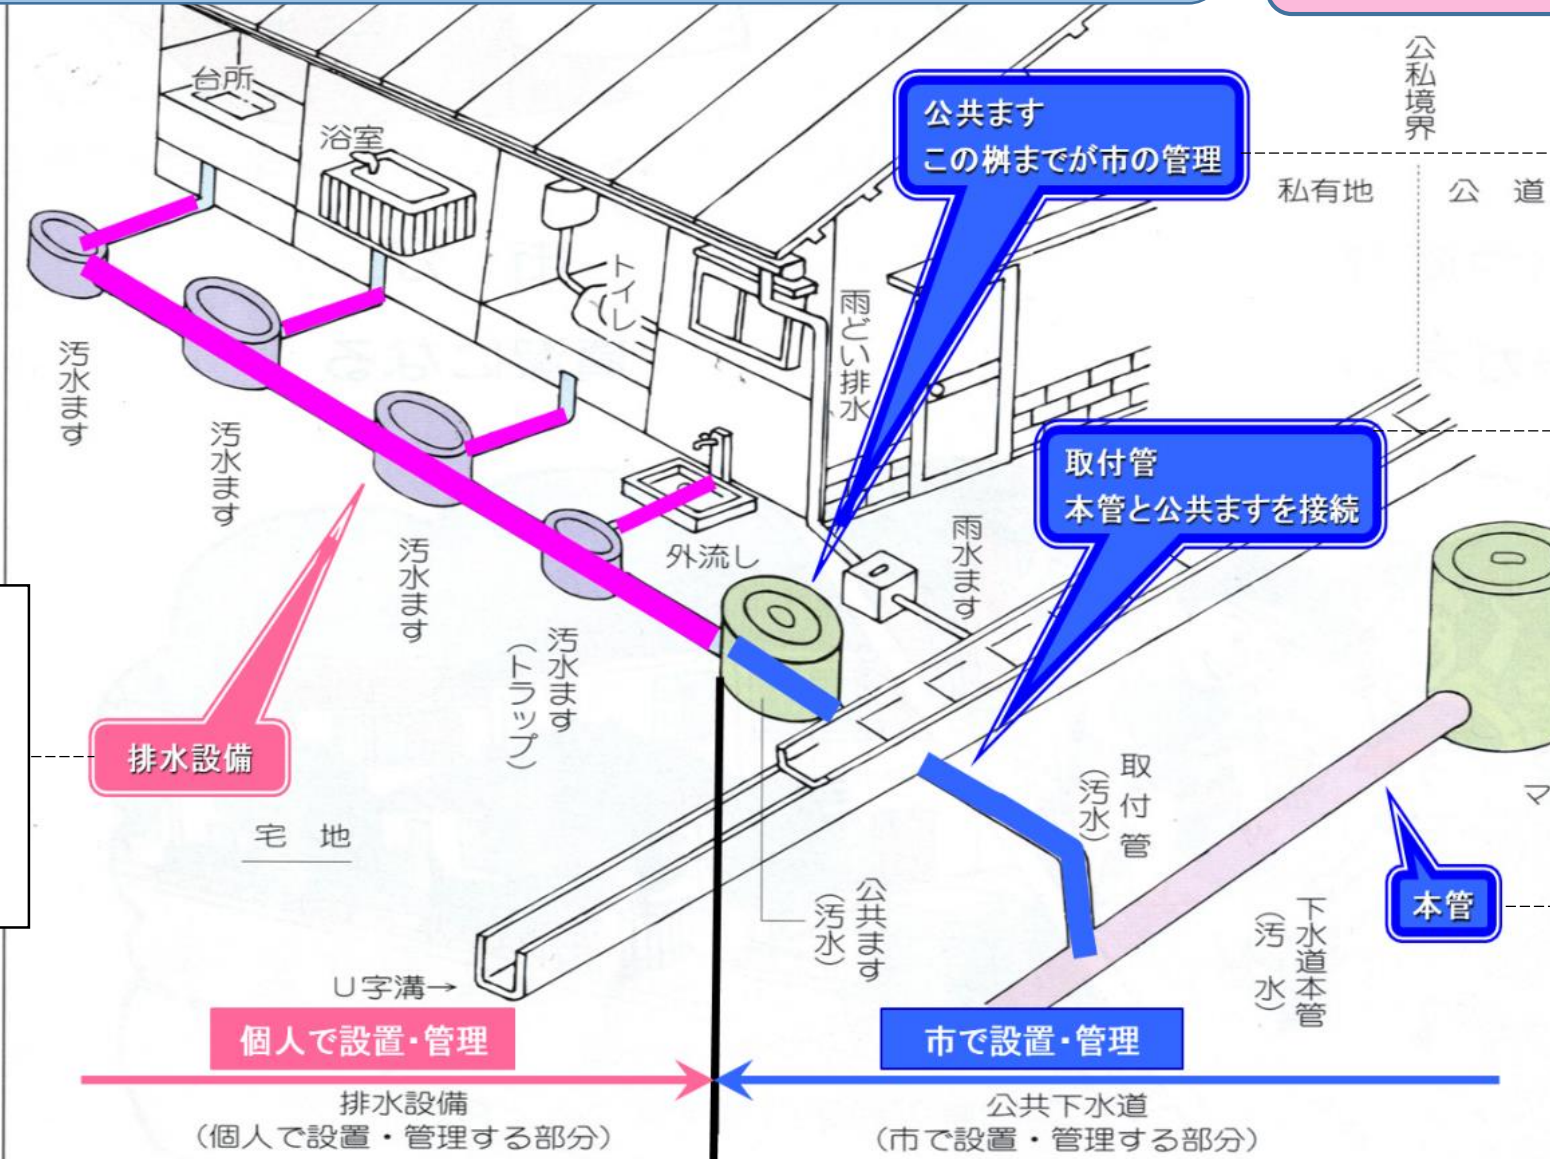 公私境界
私有地
公 道
公共ます
この桝までが市の管理
台所
浴室
トイレ
雨どい排水
汚水ます
汚水ます
汚水ます
汚水ます
(トラップ)
外流し
雨水ます
取付管
本管と公共ますを接続
排水設備
宅 地
取付管
(汚水)
マ
本管
公共ます
(汚水)
下水道本管
(汚 水)
U字溝→
個人で設置・管理
市で設置・管理
排水設備
(個人で設置・管理する部分)
公共下水道
(市で設置・管理する部分)